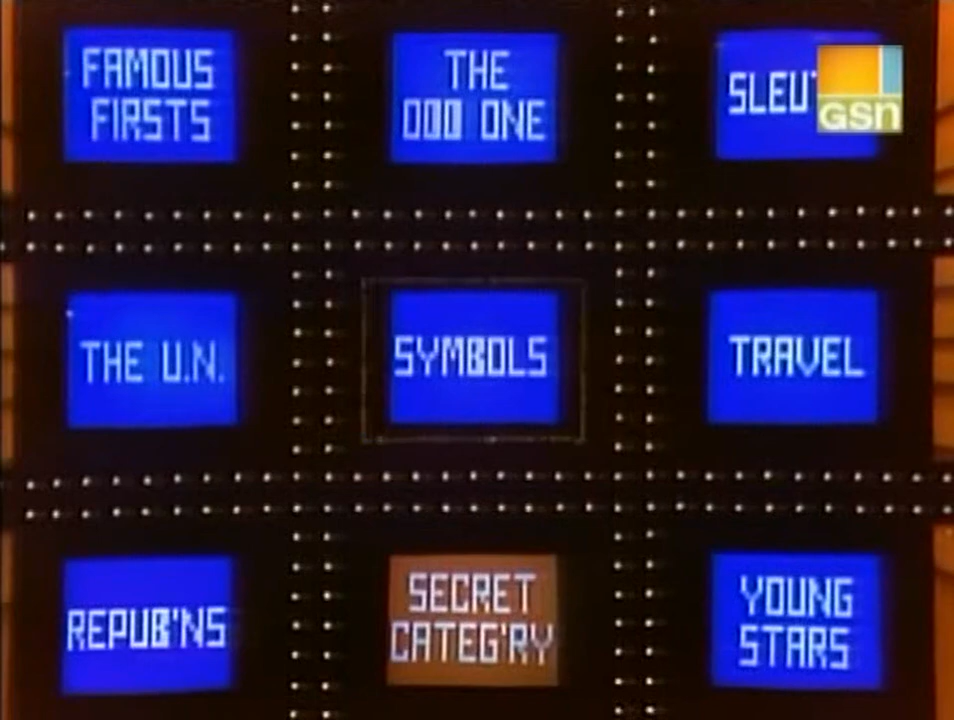 FAMOUS
FIRSTS
THE
ODD ONE
GSN
THE U.N.
SYMBOLS
TRAVEL
REPUB'NS
SECRET
CATEG'RY
YOUNG
STARS